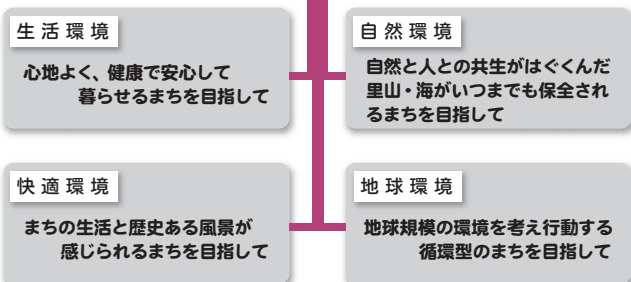 生活環境
心地よく、健康で安心して
暮らせるまちを目指して
自然環境
自然と人との共生がはぐくんだ
里山・海がいつまでも保全され
るまちを目指して
快適環境
まちの生活と歴史ある風景が
感じられるまちを目指して
地球環境
地球規模の環境を考え行動する
循環型のまちを目指して